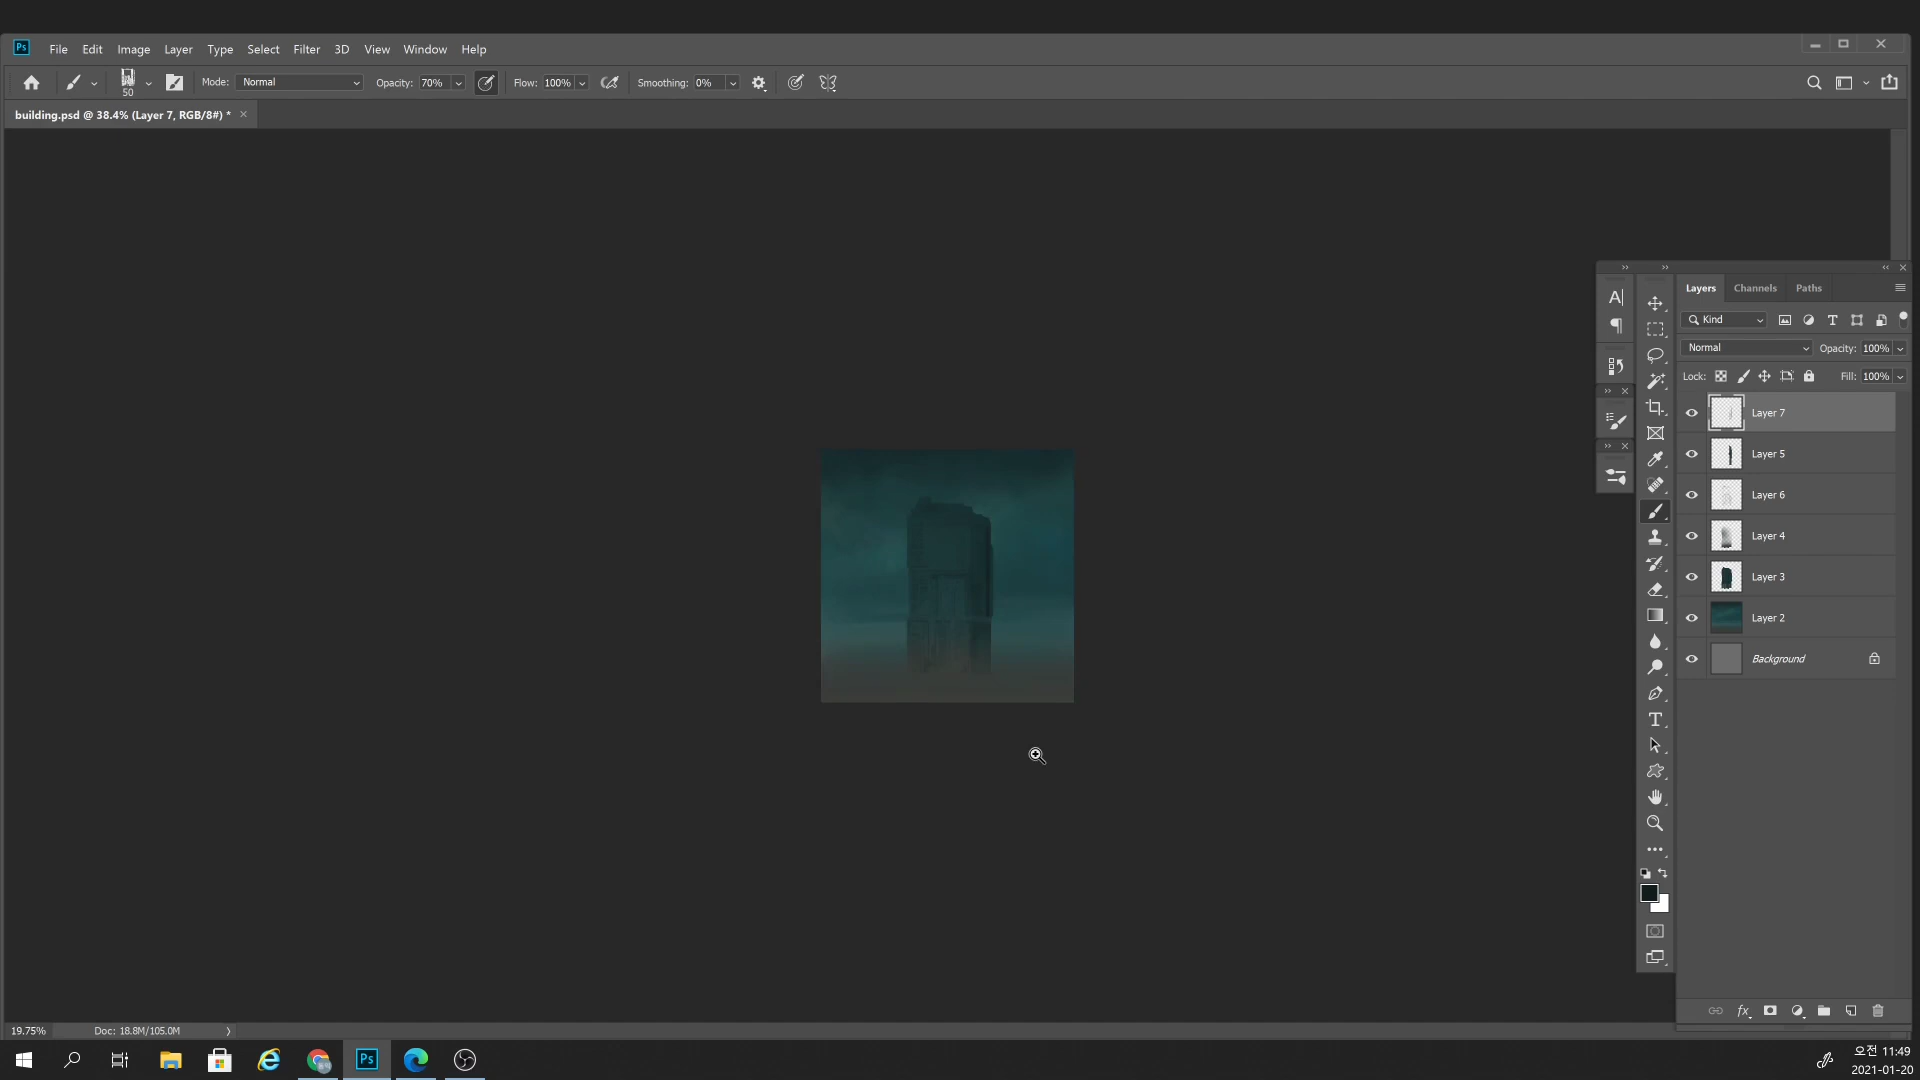 Ps File Edit Image Layer Type Select Filter 3D View Window Help
50 Mode: Normal Opacity: 70% Flow: 100% Smoothing: 0%
building.psd @ 38.4% (Layer 7, RGB/8#) *
Layers Channels Paths
Kind
Normal Opacity: 100%
Lock: Fill: 100%
Layer 7
Layer 5
Layer 6
Layer 4
Layer 3
Layer 2
Background
19.75% Doc: 18.8M/105.0M
Ps
오전 11:49
2021-01-20